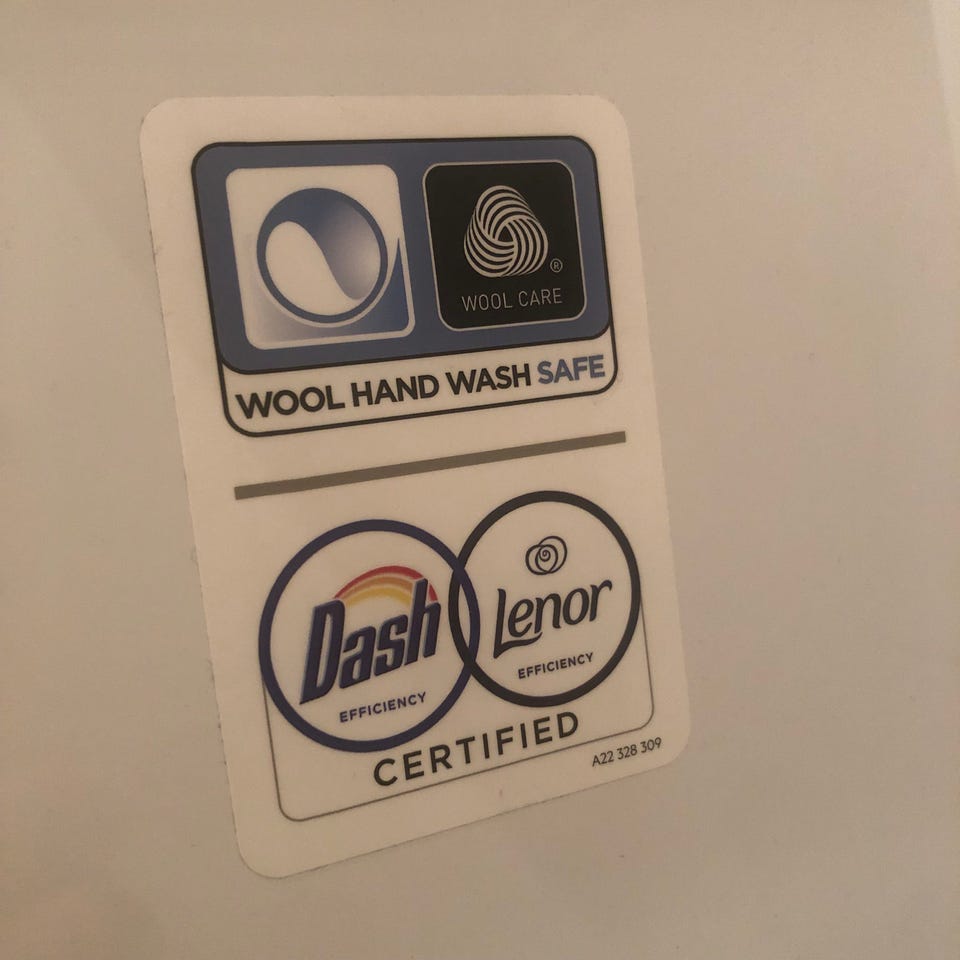 ®
WOOL CARE
WOOL HAND WASH SAFE
Dash
EFFICIENCY
Lenor
EFFICIENCY
CERTIFIED
A22 328 309